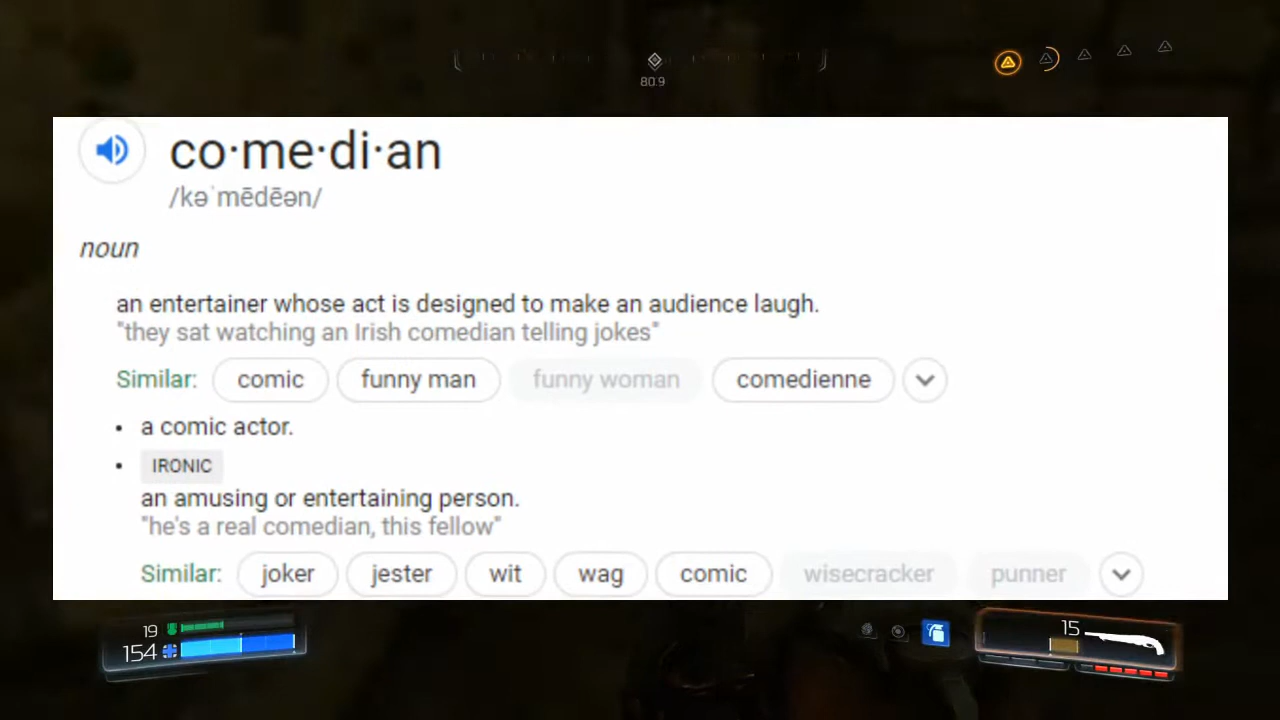 80.9
co·me·di·an
/kəˈmēdēən/
noun
an entertainer whose act is designed to make an audience laugh.
"they sat watching an Irish comedian telling jokes"
Similar: comic funny man funny woman comedienne
• a comic actor.
• IRONIC
an amusing or entertaining person.
"he's a real comedian, this fellow"
Similar: joker jester wit wag comic wisecracker punner
19
154
15